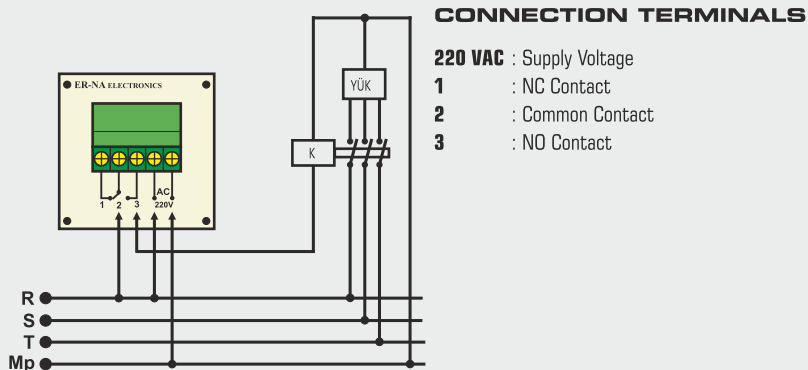 CONNECTION TERMINALS
220 VAC : Supply Voltage
1 : NC Contact
2 : Common Contact
3 : NO Contact
ER-NA ELECTRONICS
YÜK
K
AC
1 2 3 220V
R
S
T
Mp